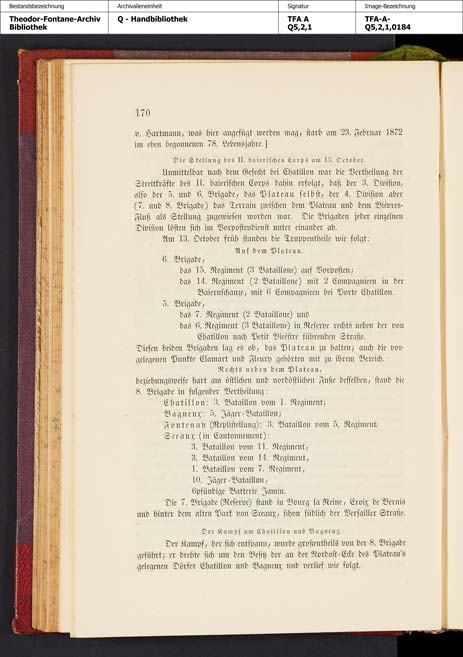 Bestandsbezeichnung
Archivalieneinheit
Signatur
Image-Bezeichnung
Theodor-Fontane-Archiv
Bibliothek
Q - Handbibliothek
TFA A
Q5,2,1
TFA-A-
Q5,2,1,0184
170
v. Hartmann, was hier angefügt werden mag, starb am 23. Februar 1872
im eben begonnenen 78. Lebensjahre.]
Die Stellung des II. baierischen Corps am 13. October.
Unmittelbar nach dem Gefecht bei Chatillon war die Vertheilung der
Streitkräfte des II. baierischen Corps dahin erfolgt, daß der 3. Division,
also der 5. und 6. Brigade, das Plateau selbst, der 4. Division aber
(7. und 8. Brigade) das Terrain zwischen dem Plateau und dem Bièvres-
Fluß als Stellung zugewiesen worden war. Die Brigaden jeder einzelnen
Division lösten sich im Vorpostendienst unter einander ab.
Am 13. October früh standen die Truppentheile wie folgt:
Auf dem Plateau.
6. Brigade,
das 15. Regiment (3 Bataillone) auf Vorposten;
das 14. Regiment (2 Bataillone) mit 2 Compagnieen in der
Baiernschanze, mit 6 Compagnieen bei Porte Chatillon.
5. Brigade,
das 7. Regiment (2 Bataillone) und
das 6. Regiment (3 Bataillone) in Reserve rechts neben der von
Chatillon nach Petit Bicêtre führenden Straße.
Diesen beiden Brigaden lag es ob, das Plateau zu halten; auch die vor-
gelegenen Punkte Clamart und Fleury gehörten mit zu ihrem Bereich.
Rechts neben dem Plateau,
beziehungsweise hart am östlichen und nordöstlichen Fuße desselben, stand die
8. Brigade in folgender Vertheilung:
Chatillon: 3. Bataillon vom 1. Regiment;
Bagneux: 5. Jäger-Bataillon;
Fontenay (Replistellung): 3. Bataillon vom 5. Regiment;
Sceaux (in Cantonnement):
3. Bataillon vom 11. Regiment,
3. Bataillon vom 14. Regiment,
1. Bataillon vom 7. Regiment,
10. Jäger-Bataillon,
6pfündige Batterie Jamin.
Die 7. Brigade (Reserve) stand in Bourg la Reine, Croix de Bernis
und hinter dem alten Park von Sceaux, schon südlich der Versailler Straße.
Der Kampf um Chatillon und Bagneux.
Der Kampf, der sich entspann, wurde großentheils von der 8. Brigade
geführt; er drehte sich um den Besitz der an der Nordost-Ecke des Plateau's
gelegenen Dörfer Chatillon und Bagneux und verlief wie folgt.